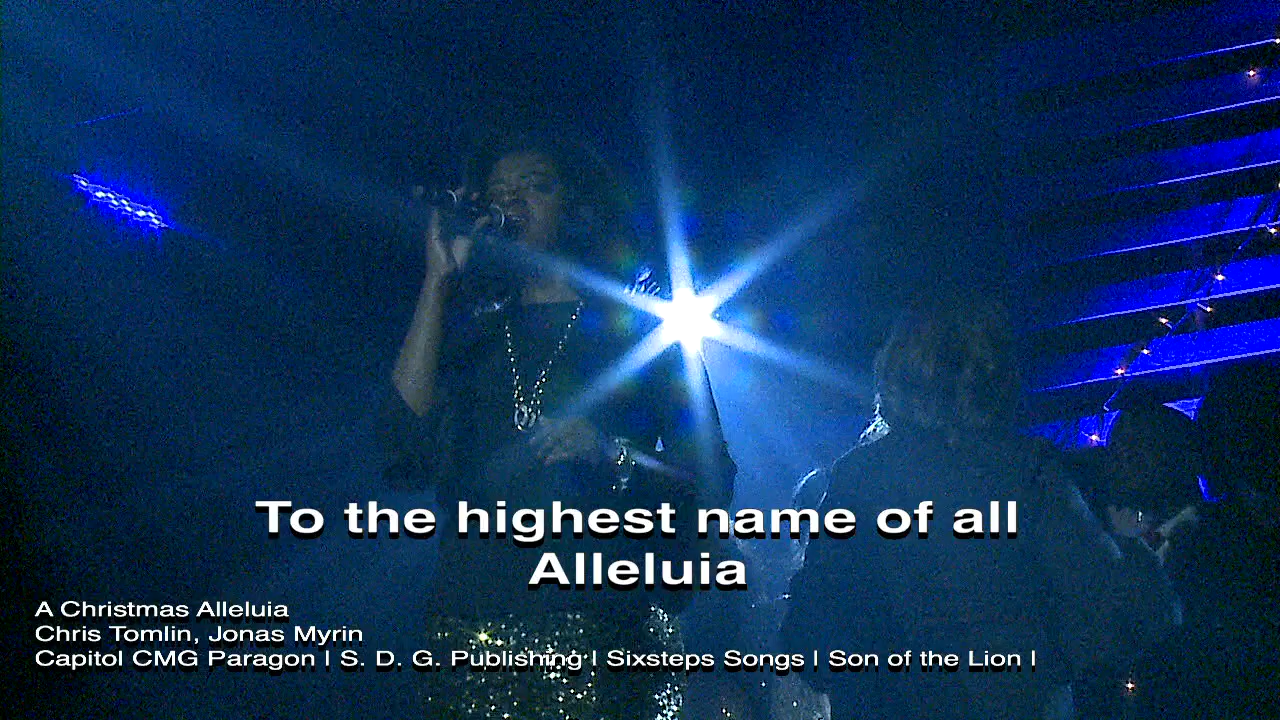 To the highest name of all
Alleluia
A Christmas Alleluia
Chris Tomlin, Jonas Myrin
Capitol CMG Paragon | S. D. G. Publishing | Sixsteps Songs | Son of the Lion |